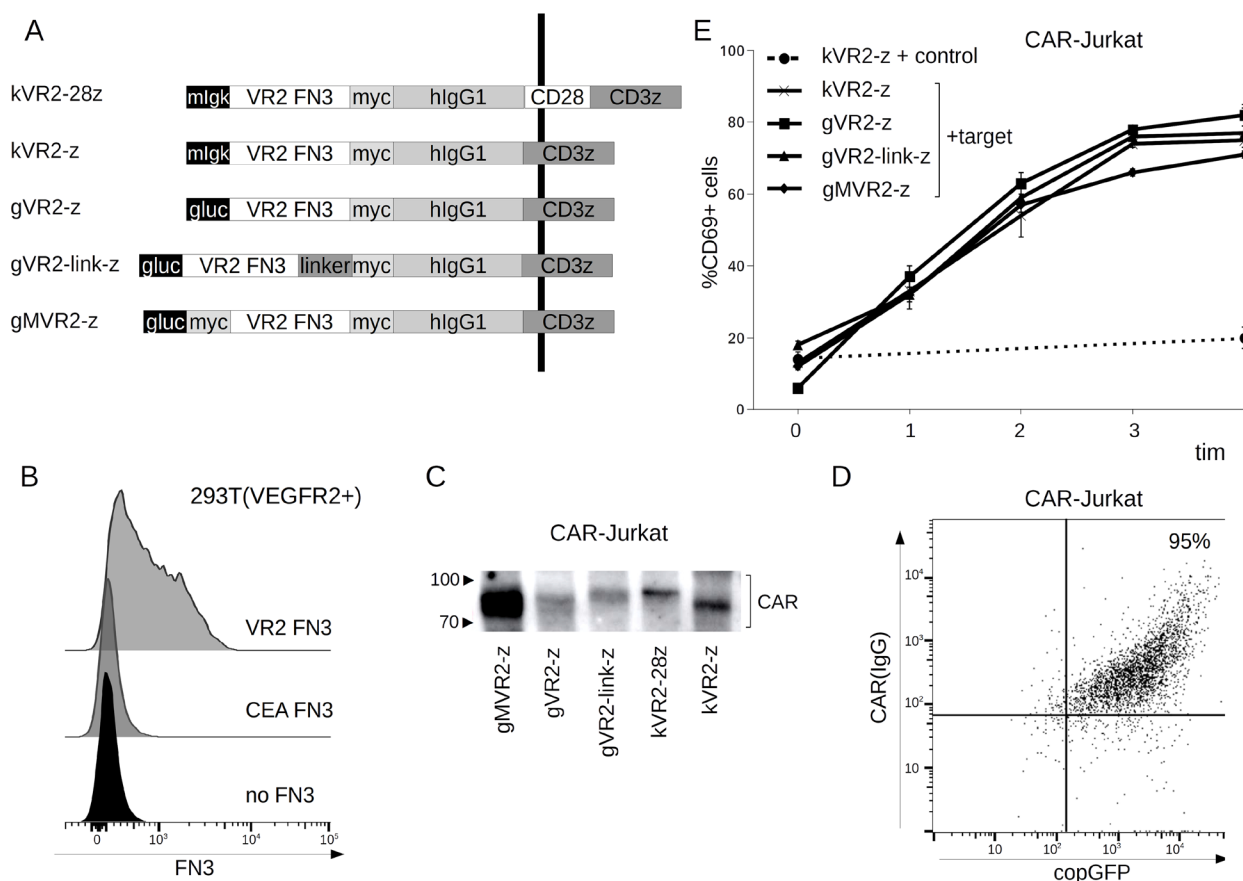 A
kVR2-28z
mIgk VR2 FN3 myc hIgG1 CD28 CD3z
kVR2-z
mIgk VR2 FN3 myc hIgG1 CD3z
gVR2-z
gluc VR2 FN3 myc hIgG1 CD3z
gVR2-link-z
gluc VR2 FN3 linker myc hIgG1 CD3z
gMVR2-z
gluc myc VR2 FN3 myc hIgG1 CD3z
E
CAR-Jurkat
kVR2-z + control
kVR2-z
gVR2-z
gVR2-link-z
gMVR2-z
+target
%CD69+ cells
100
80
60
40
20
0
0 1 2 3
tim
B
293T(VEGFR2+)
VR2 FN3
CEA FN3
no FN3
0 10³ 10⁴ 10⁵
FN3
C
CAR-Jurkat
100
70
CAR
gMVR2-z
gVR2-z
gVR2-link-z
kVR2-28z
kVR2-z
D
CAR-Jurkat
95%
CAR(IgG)
10⁴
10³
10²
10
10 10² 10³ 10⁴
copGFP